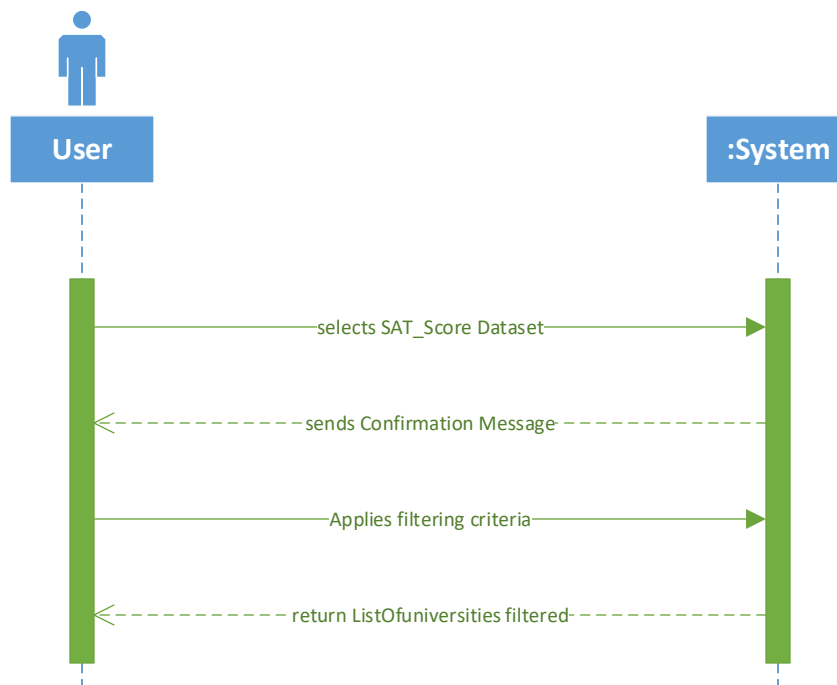 User
:System
selects SAT_Score Dataset
sends Confirmation Message
Applies filtering criteria
return ListOfuniversities filtered